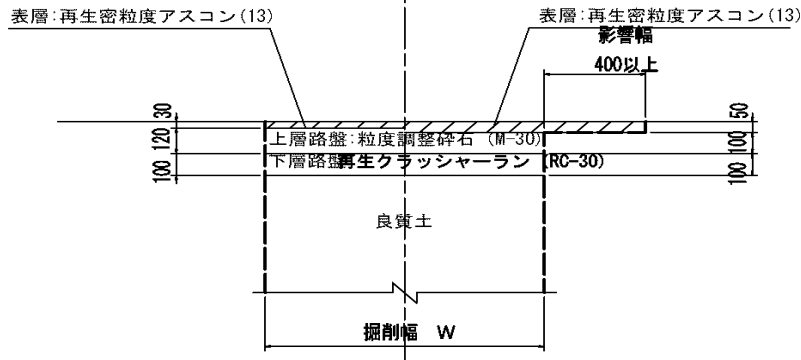 表層:再生密粒度アスコン(13)
表層:再生密粒度アスコン(13)
影響幅
400以上
30
50
上層路盤:粒度調整砕石 (M-30)
120
100
下層路盤再生クラッシャーラン (RC-30)
100
100
良質土
掘削幅 W